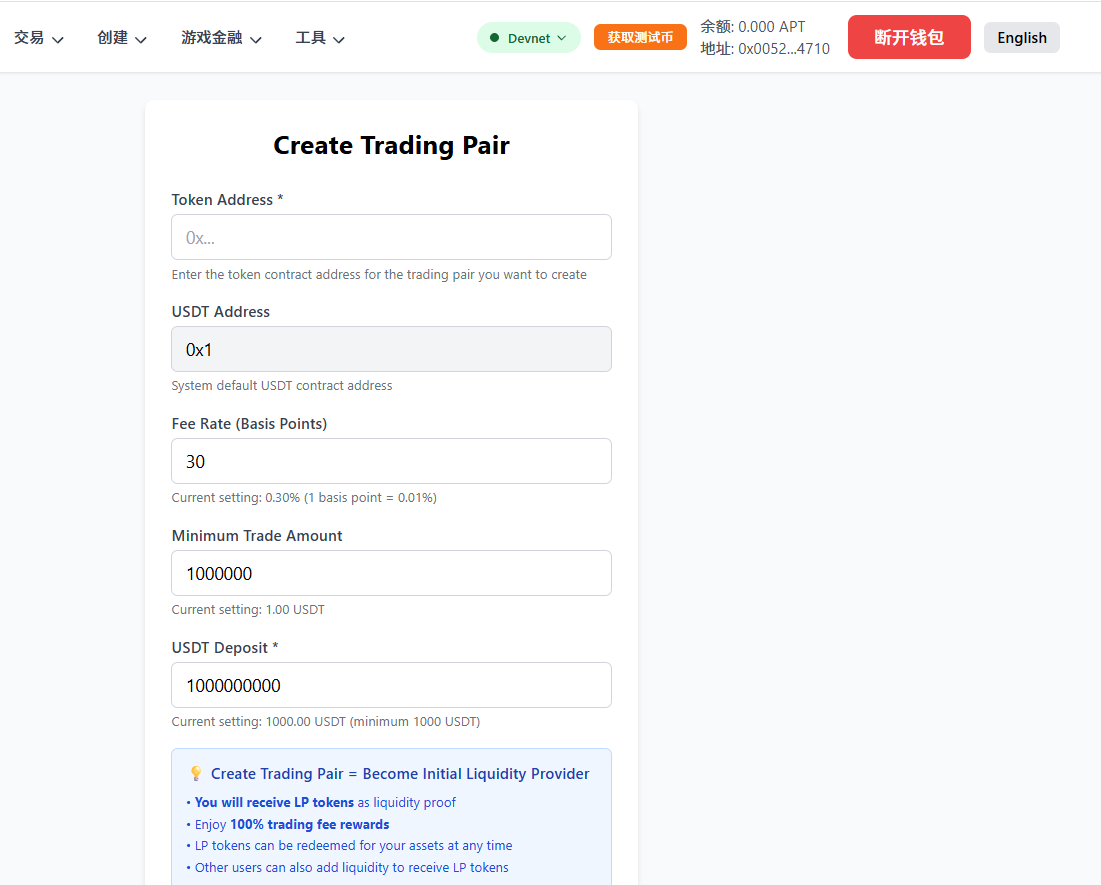 交易 创建 游戏金融 工具 Devnet 获取测试币 余额: 0.000 APT 断开钱包 English
地址: 0x0052...4710
Create Trading Pair
Token Address *
0x...
Enter the token contract address for the trading pair you want to create
USDT Address
0x1
System default USDT contract address
Fee Rate (Basis Points)
30
Current setting: 0.30% (1 basis point = 0.01%)
Minimum Trade Amount
1000000
Current setting: 1.00 USDT
USDT Deposit *
1000000000
Current setting: 1000.00 USDT (minimum 1000 USDT)
💡 Create Trading Pair = Become Initial Liquidity Provider
• You will receive LP tokens as liquidity proof
• Enjoy 100% trading fee rewards
• LP tokens can be redeemed for your assets at any time
• Other users can also add liquidity to receive LP tokens